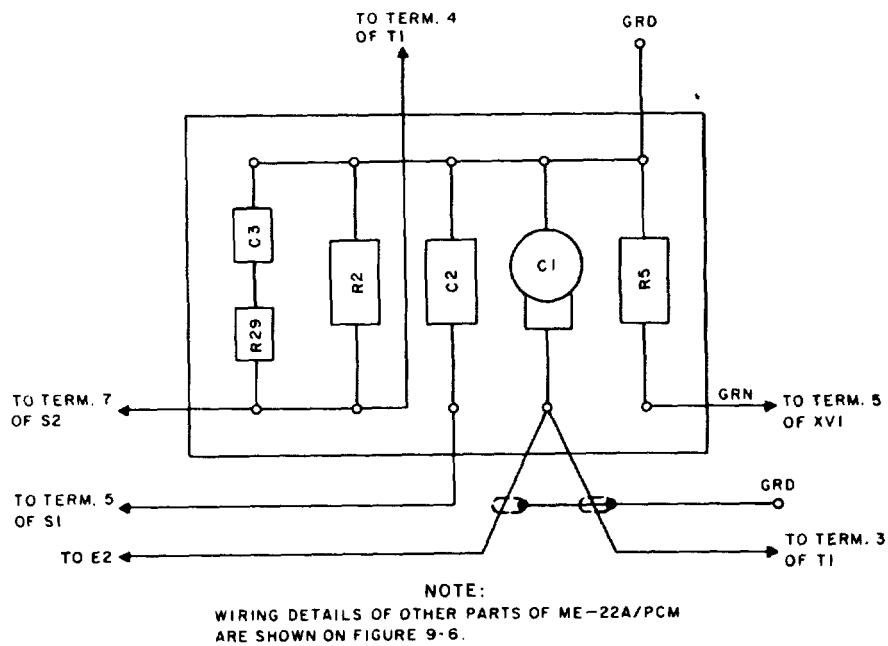 TO TERM. 4
OF T1
GRD
C3
R29
R2
C2
C1
R5
TO TERM. 7
OF S2
GRN
TO TERM. 5
OF XV1
TO TERM. 5
OF S1
GRD
TO E2
TO TERM. 3
OF T1
NOTE:
WIRING DETAILS OF OTHER PARTS OF ME-22A/PCM
ARE SHOWN ON FIGURE 9-6.